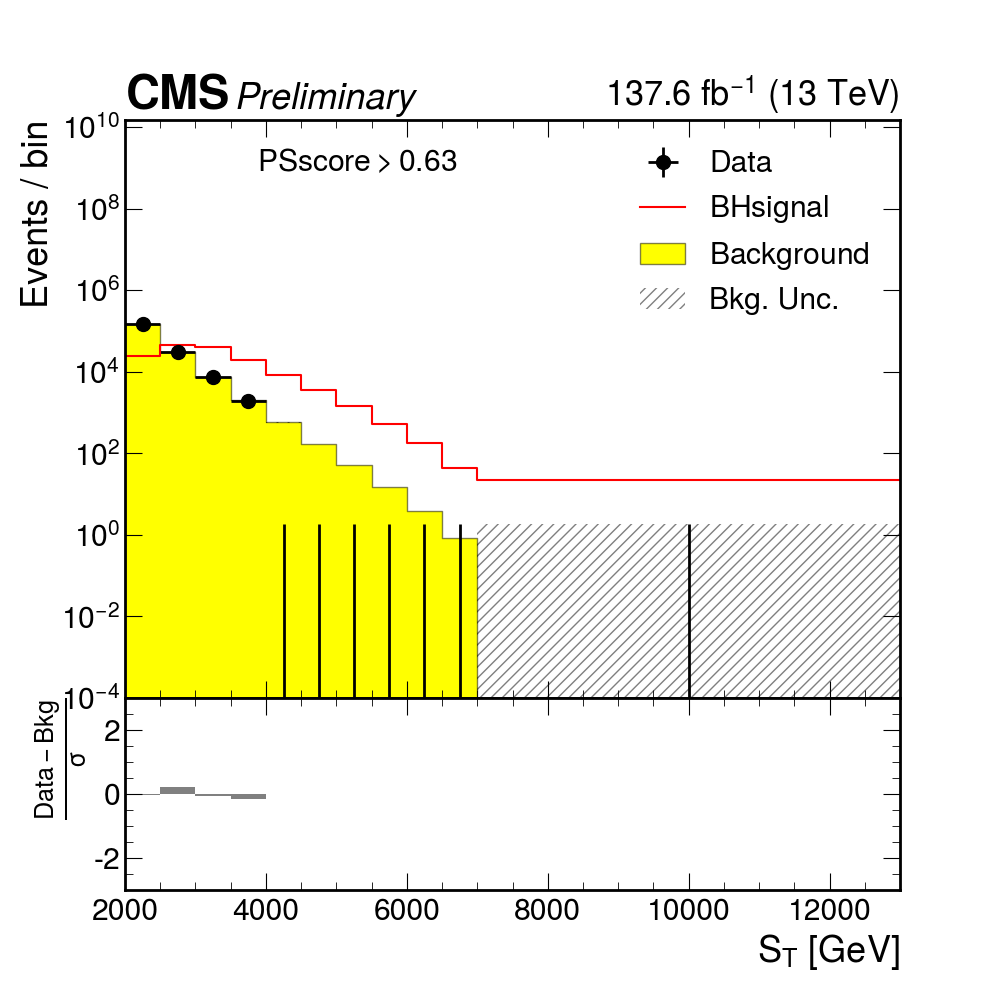 CMS Preliminary 137.6 fb⁻¹ (13 TeV)
Events / bin
10¹⁰
10⁸
10⁶
10⁴
10²
10⁰
10⁻²
10⁻⁴
PSscore > 0.63
Data
BHsignal
Background
Bkg. Unc.
Data – Bkg
σ
2
0
-2
2000 4000 6000 8000 10000 12000
S_T [GeV]